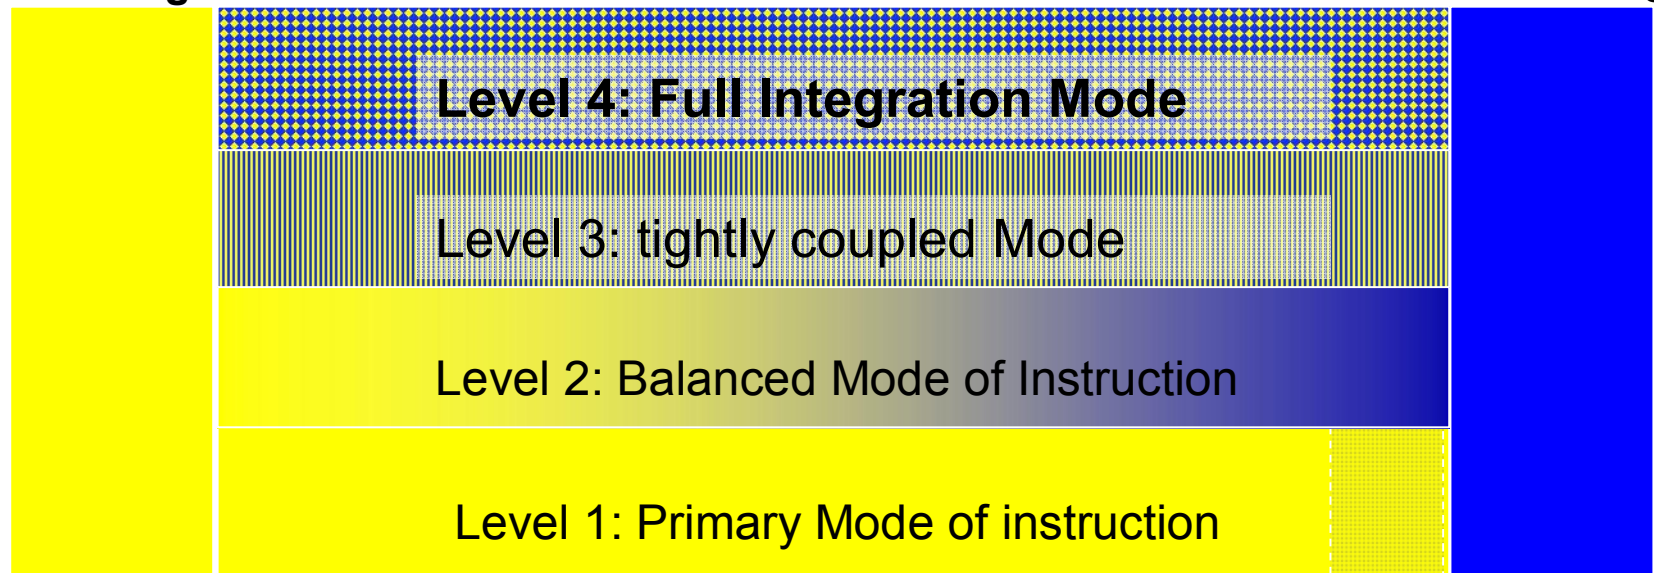 Level 4: Full Integration Mode
Level 3: tightly coupled Mode
Level 2: Balanced Mode of Instruction
Level 1: Primary Mode of instruction